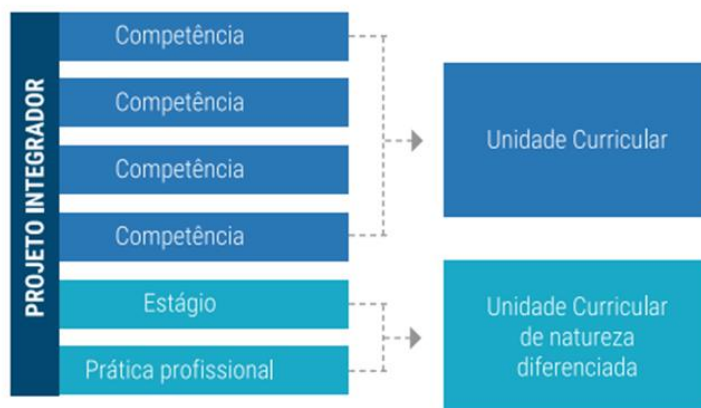 PROJETO INTEGRADOR
Competência
Competência
Competência
Competência
Estágio
Prática profissional
Unidade Curricular
Unidade Curricular
de natureza
diferenciada